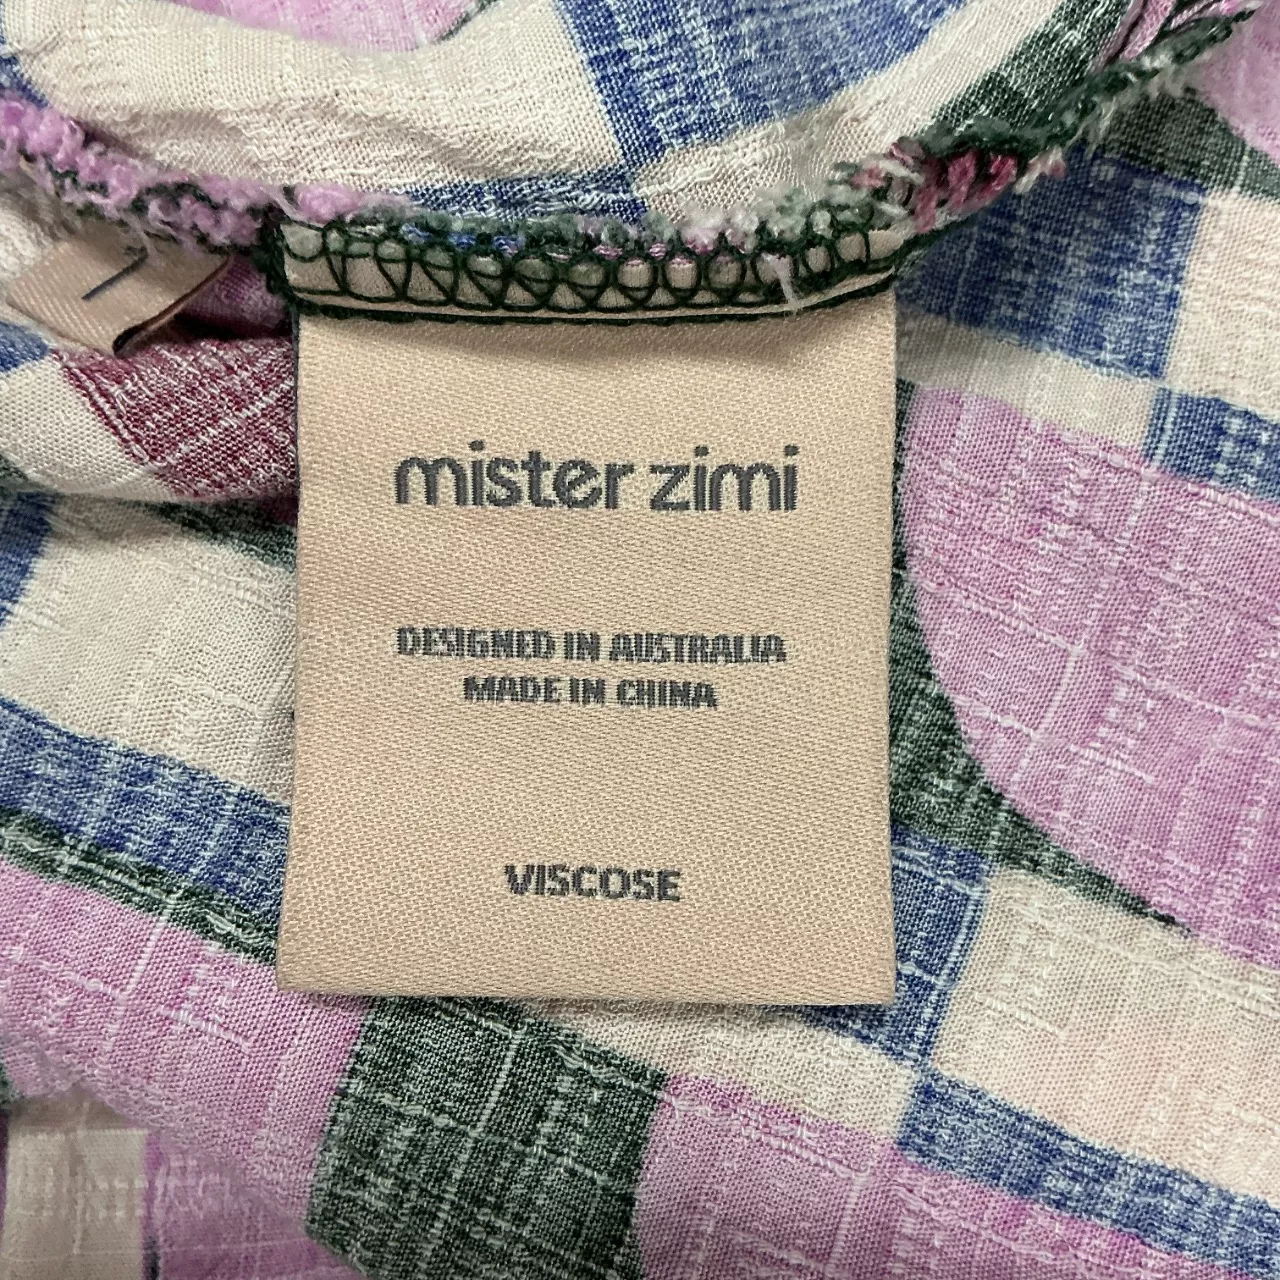 mister zimi
DESIGNED IN AUSTRALIA
MADE IN CHINA
VISCOSE